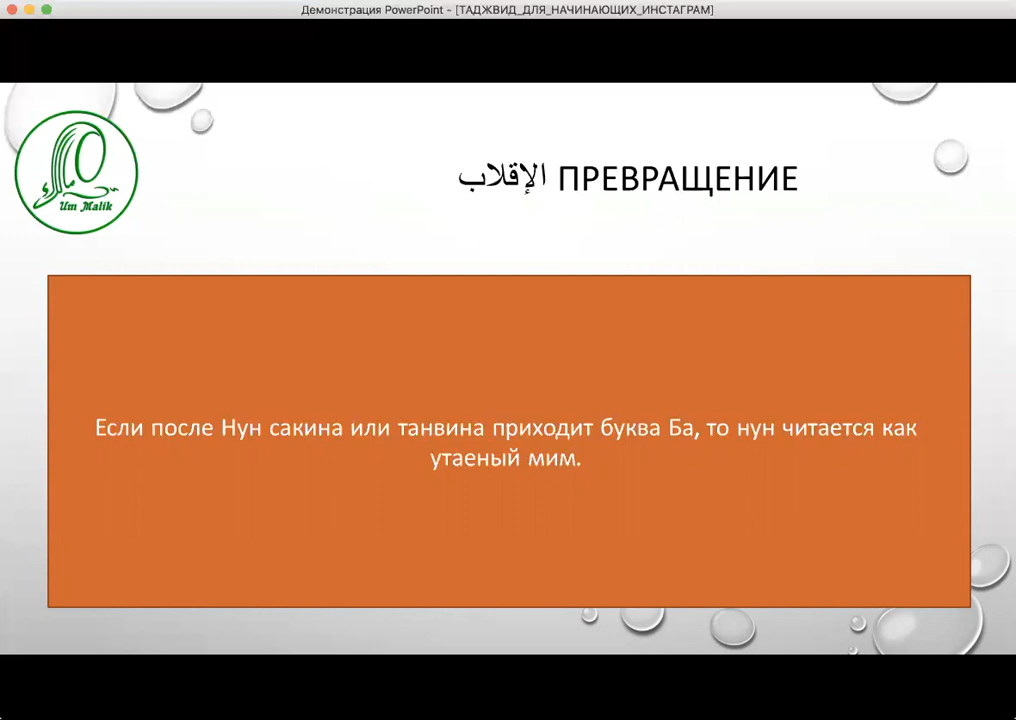 Демонстрация PowerPoint - [ТАДЖВИД_ДЛЯ_НАЧИНАЮЩИХ_ИНСТАГРАМ]
Um Malik
الإقلاب ПРЕВРАЩЕНИЕ
Если после Нун сакина или танвина приходит буква Ба, то нун читается как
утаеный мим.